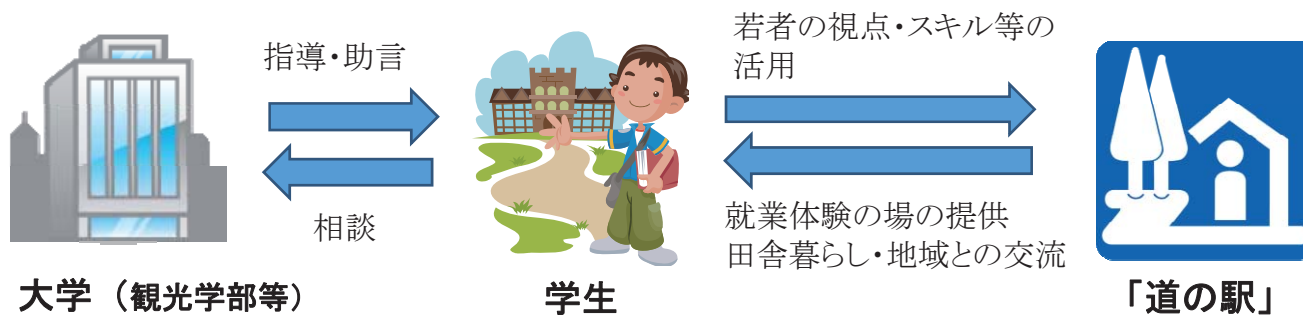 指導・助言
相談
若者の視点・スキル等の
活用
就業体験の場の提供
田舎暮らし・地域との交流
大学（観光学部等）
学生
「道の駅」